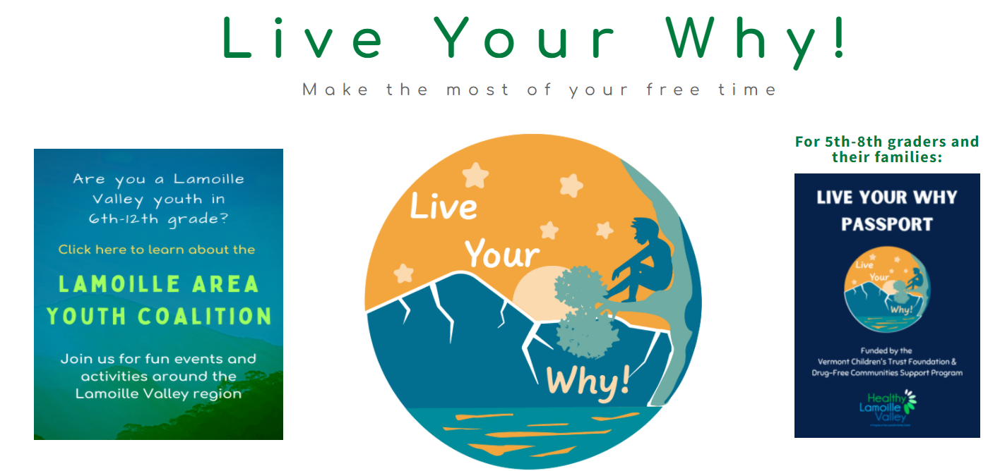 Live Your Why!
Make the most of your free time
Are you a Lamoille
Valley youth in
6th-12th grade?
Click here to learn about the
LAMOILLE AREA
YOUTH COALITION
Join us for fun events and
activities around the
Lamoille Valley region
Live
Your
Why!
For 5th-8th graders and
their families:
LIVE YOUR WHY
PASSPORT
Live
Your
Why!
Funded by the
Vermont Children's Trust Foundation &
Drug-Free Communities Support Program
Healthy
Lamoille
Valley